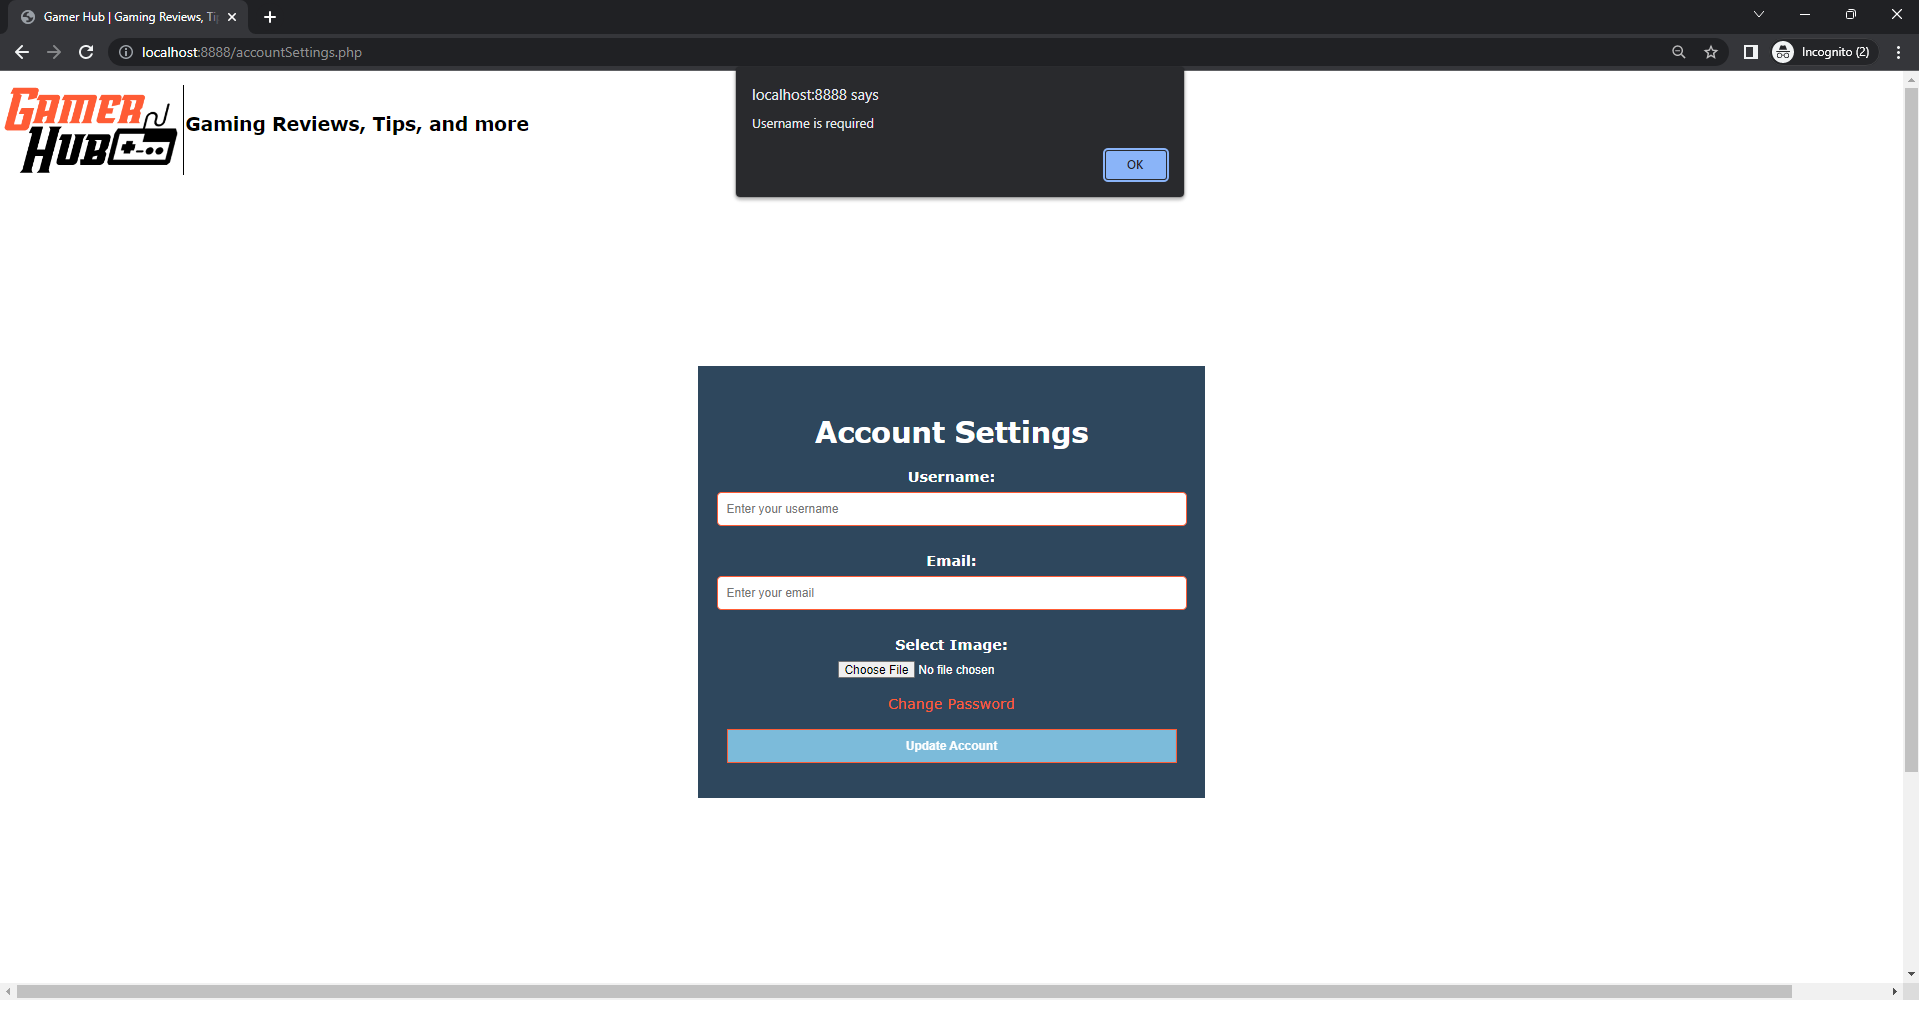 Gamer Hub | Gaming Reviews, Ti
localhost:8888/accountSettings.php
Incognito (2)
localhost:8888 says
Username is required
OK
GAMER
HUB
Gaming Reviews, Tips, and more
Account Settings
Username:
Enter your username
Email:
Enter your email
Select Image:
Choose File No file chosen
Change Password
Update Account